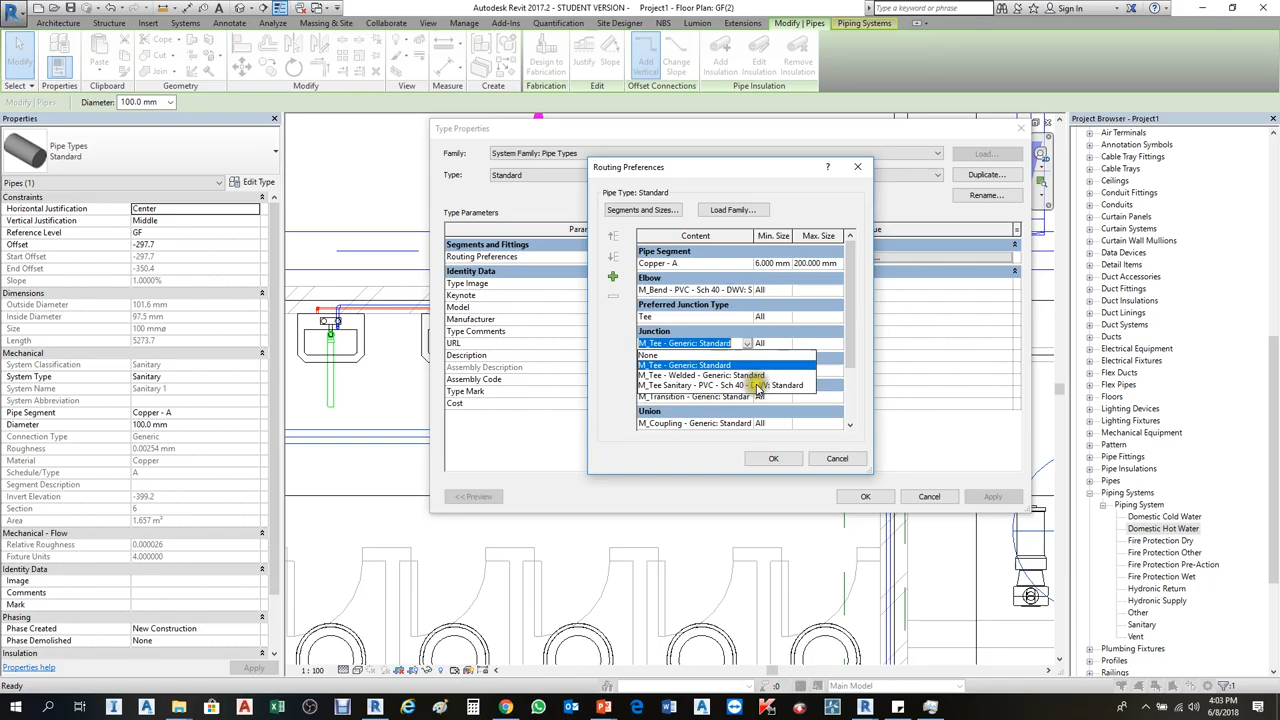 Autodesk Revit 2017.2 - STUDENT VERSION - Project1 - Floor Plan: GF(2)
Type a keyword or phrase
Sign In
Architecture Structure Insert Systems Annotate Analyze Massing & Site Collaborate View Manage Add-Ins Quantification Site Designer NBS Lumion Extensions Modify | Pipes Piping Systems
Modify
Paste
Cope
Cut
Join
Design to Fabrication
Justify Slope
Add Vertical
Change Slope
Add Insulation
Edit Insulation
Remove Insulation
Select Properties Clipboard Geometry Modify View Measure Create Fabrication Edit Offset Connections Pipe Insulation
Modify | Pipes Diameter: 100.0 mm
Properties
Pipe Types
Standard
Pipes (1) Edit Type
Constraints
Horizontal Justification Center
Vertical Justification Middle
Reference Level GF
Offset -297.7
Start Offset -297.7
End Offset -350.4
Slope 1.0000%
Dimensions
Outside Diameter 101.6 mm
Inside Diameter 97.5 mm
Size 100 mmø
Length 5273.7
Mechanical
System Classification Sanitary
System Type Sanitary
System Name Sanitary 1
System Abbreviation
Pipe Segment Copper - A
Diameter 100.0 mm
Connection Type Generic
Roughness 0.00254 mm
Material Copper
Schedule/Type A
Invert Elevation -399.2
Section 6
Area 1.657 m²
Mechanical - Flow
Relative Roughness 0.000026
Fixture Units 4.000000
Identity Data
Image
Comments
Mark
Phasing
Phase Created New Construction
Phase Demolished None
Insulation
Properties help Apply
Type Properties
Family: System Family: Pipe Types Load...
Type: Standard Duplicate...
Rename...
Type Parameters
Segments and Fittings
Routing Preferences
Identity Data
Type Image
Keynote
Model
Manufacturer
Type Comments
URL
Description
Assembly Description
Assembly Code
Type Mark
Cost
<< Preview OK Cancel Apply
Routing Preferences
Pipe Type: Standard
Segments and Sizes... Load Family...
Content Min. Size Max. Size
Pipe Segment
Copper - A 6.000 mm 200.000 mm
Elbow
M_Bend - PVC - Sch 40 - DWV: S All
Preferred Junction Type
Tee All
Junction
M_Tee - Generic: Standard All
None
M_Tee - Generic: Standard
M_Tee - Welded - Generic: Standard
M_Tee Sanitary - PVC - Sch 40 - DWV: Standard
M_Transition - Generic: Standar All
Union
M_Coupling - Generic: Standard All
OK Cancel
Project Browser - Project1
Air Terminals
Annotation Symbols
Cable Tray Fittings
Cable Trays
Ceilings
Conduit Fittings
Conduits
Curtain Panels
Curtain Systems
Curtain Wall Mullions
Detail Items
Duct Accessories
Duct Fittings
Duct Systems
Ducts
Electrical Equipment
Families
Fascias
Flex Ducts
Flex Pipes
Floors
Lighting Devices
Mechanical Equipment
Pattern
Pipe Fittings
Pipe Insulations
Pipes
Piping Systems
Piping System
Domestic Cold Water
Domestic Hot Water
Fire Protection Dry
Fire Protection Other
Fire Protection Pre-Action
Fire Protection Wet
Hydronic Return
Hydronic Supply
Other
Sanitary
Vent
Profiles
Railings
1 : 100
Ready :0 Main Model :1
4:03 PM
6/8/2018